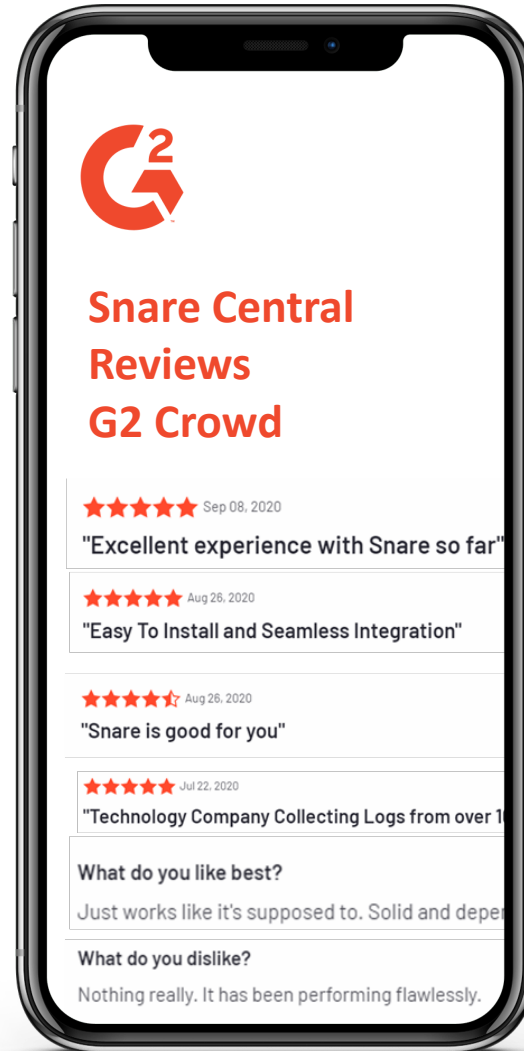 G2
Snare Central
Reviews
G2 Crowd
Sep 08, 2020
"Excellent experience with Snare so far"
Aug 26, 2020
"Easy To Install and Seamless Integration"
Aug 26, 2020
"Snare is good for you"
Jul 22, 2020
"Technology Company Collecting Logs from over
What do you like best?
Just works like it's supposed to. Solid and
What do you dislike?
Nothing really. It has been performing flawlessly.